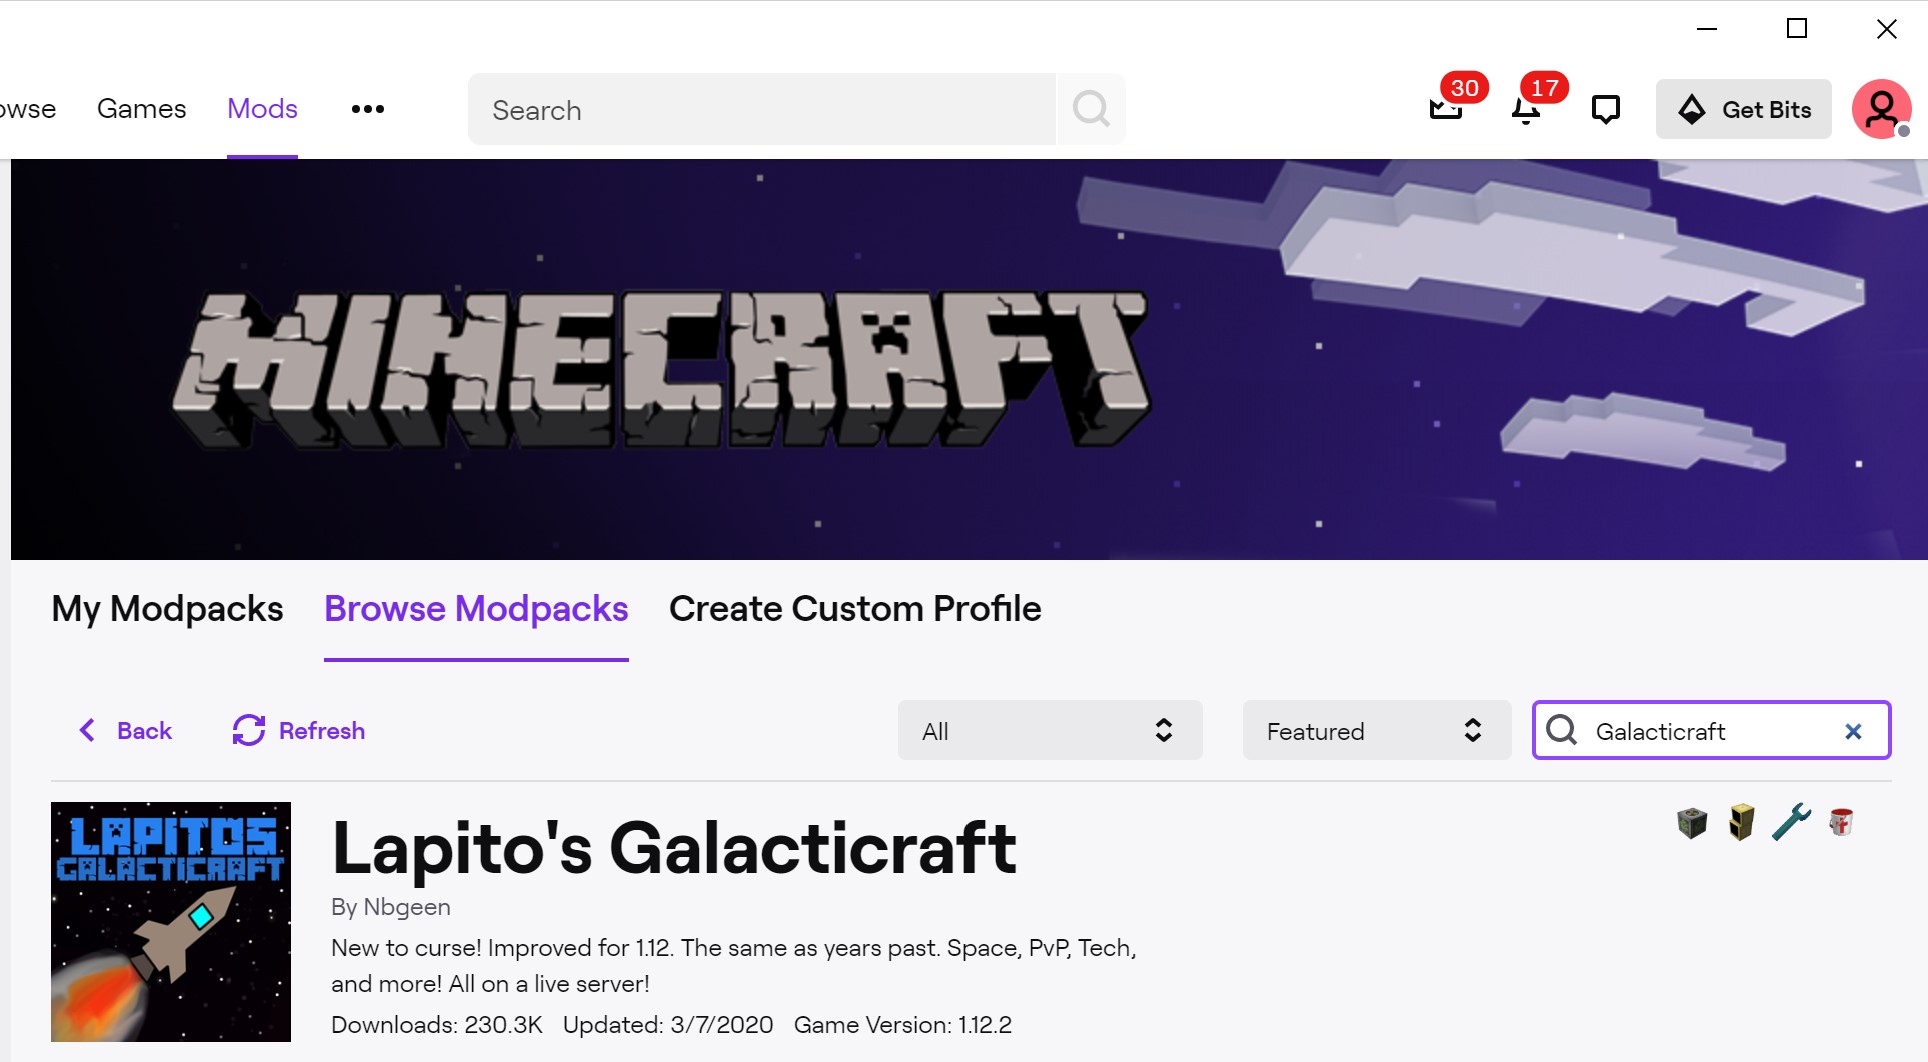 owse Games Mods ••• Search 30 17 Get Bits
MINECRAFT
My Modpacks Browse Modpacks Create Custom Profile
Back Refresh All Featured Galacticraft
LAPITOS
GALACTICRAFT
Lapito's Galacticraft
By Nbgeen
New to curse! Improved for 1.12. The same as years past. Space, PvP, Tech,
and more! All on a live server!
Downloads: 230.3K Updated: 3/7/2020 Game Version: 1.12.2